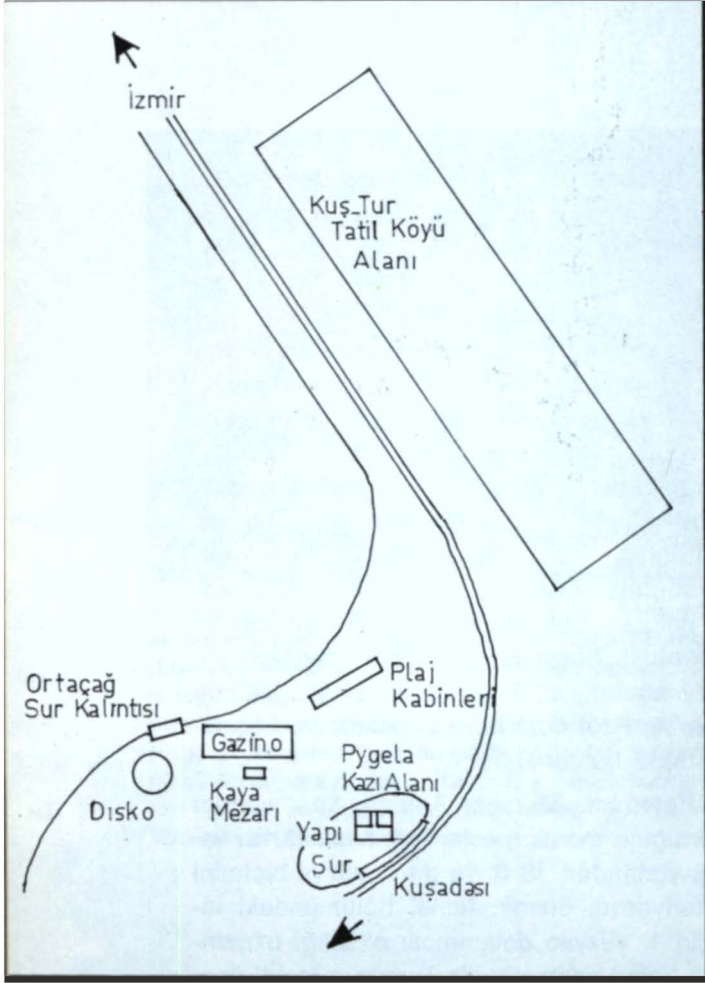 İzmir
Kuş_Tur
Tatil Köyü
Alanı
Ortaçağ
Sur Kalıntısı
Plaj
Kabinleri
Gazino
Disko
Kaya
Mezarı
Pygela
Kazı Alanı
Yapı
Sur
Kuşadası